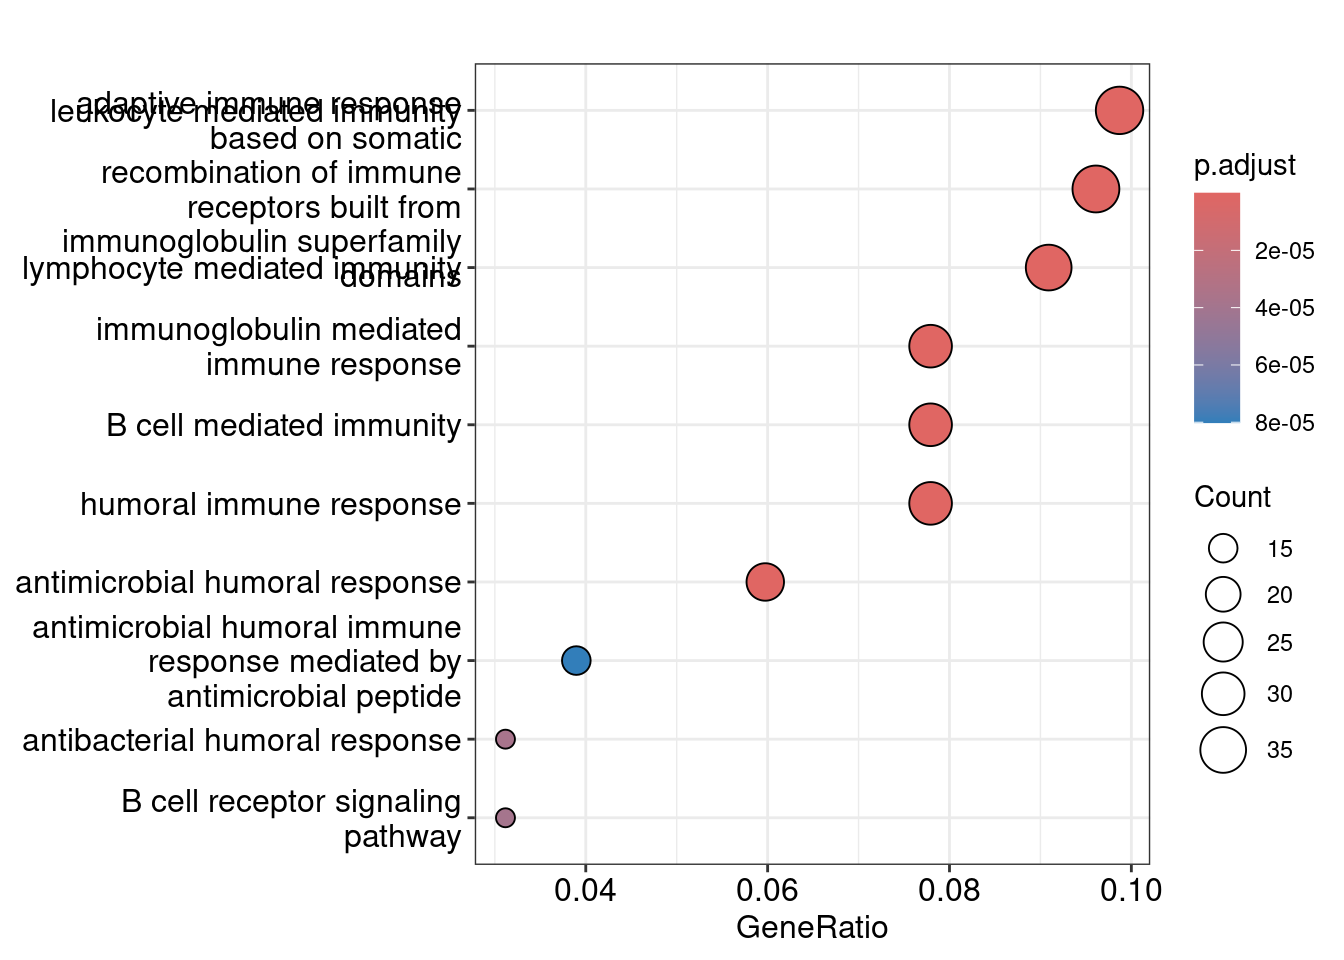 leukocyte mediated immunity
adaptive immune response
based on somatic
recombination of immune
receptors built from
immunoglobulin superfamily
domains
lymphocyte mediated immunity
immunoglobulin mediated
immune response
B cell mediated immunity
humoral immune response
antimicrobial humoral response
antimicrobial humoral immune
response mediated by
antimicrobial peptide
antibacterial humoral response
B cell receptor signaling
pathway
0.04 0.06 0.08 0.10
GeneRatio
p.adjust
2e-05
4e-05
6e-05
8e-05
Count
15
20
25
30
35